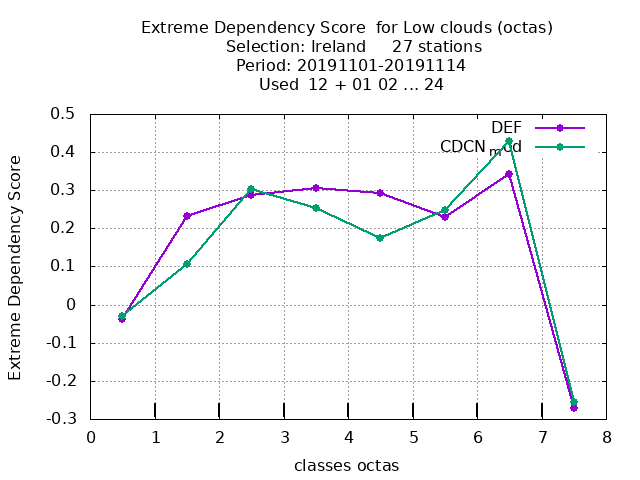 Extreme Dependency Score  for Low clouds (octas)
Selection: Ireland     27 stations
Period: 20191101-20191114
Used  12 + 01 02 ... 24
DEF
0.5
0.4
0.3
0.2
0.1
0
-0.1
-0.2
-0.3
Extreme Dependency Score
0 1 2 3 4 5 6 7 8
classes octas